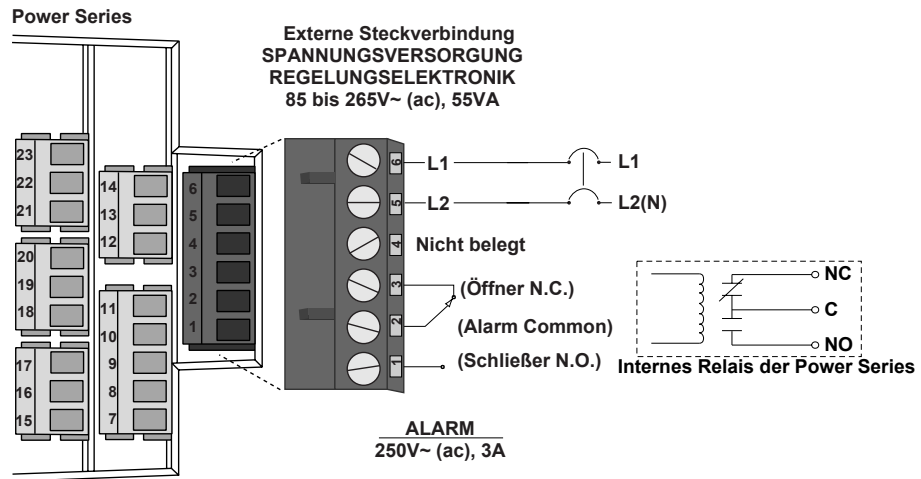 Power Series
Externe Steckverbindung
SPANNUNGSVERSORGUNG
REGELUNGSELEKTRONIK
85 bis 265V~ (ac), 55VA
23
22
21
20
19
18
17
16
15
14
13
12
11
10
9
8
7
6
5
4
3
2
1
6 L1 L1
5 L2 L2(N)
4 Nicht belegt
3 (Öffner N.C.)
2 (Alarm Common)
1 (Schließer N.O.)
NC
C
NO
Internes Relais der Power Series
ALARM
250V~ (ac), 3A